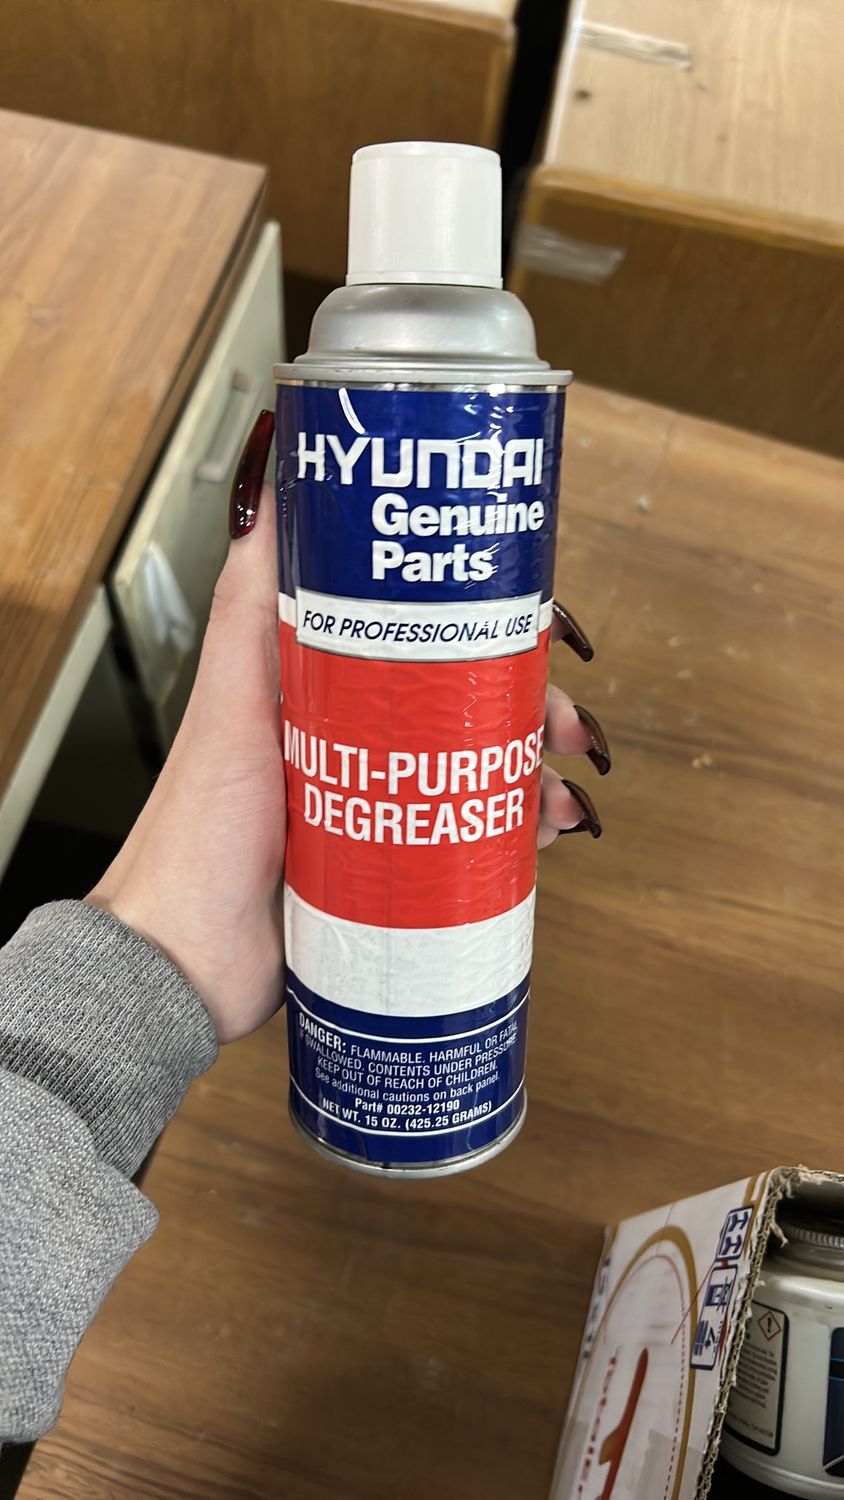 HYUNDAI
Genuine
Parts
FOR PROFESSIONAL USE
MULTI-PURPOSE
DEGREASER
DANGER: FLAMMABLE. HARMFUL OR FATAL
IF SWALLOWED. CONTENTS UNDER PRESSURE.
KEEP OUT OF REACH OF CHILDREN.
See additional cautions on back panel.
Part# 00232-12190
NET WT. 15 OZ. (425.25 GRAMS)